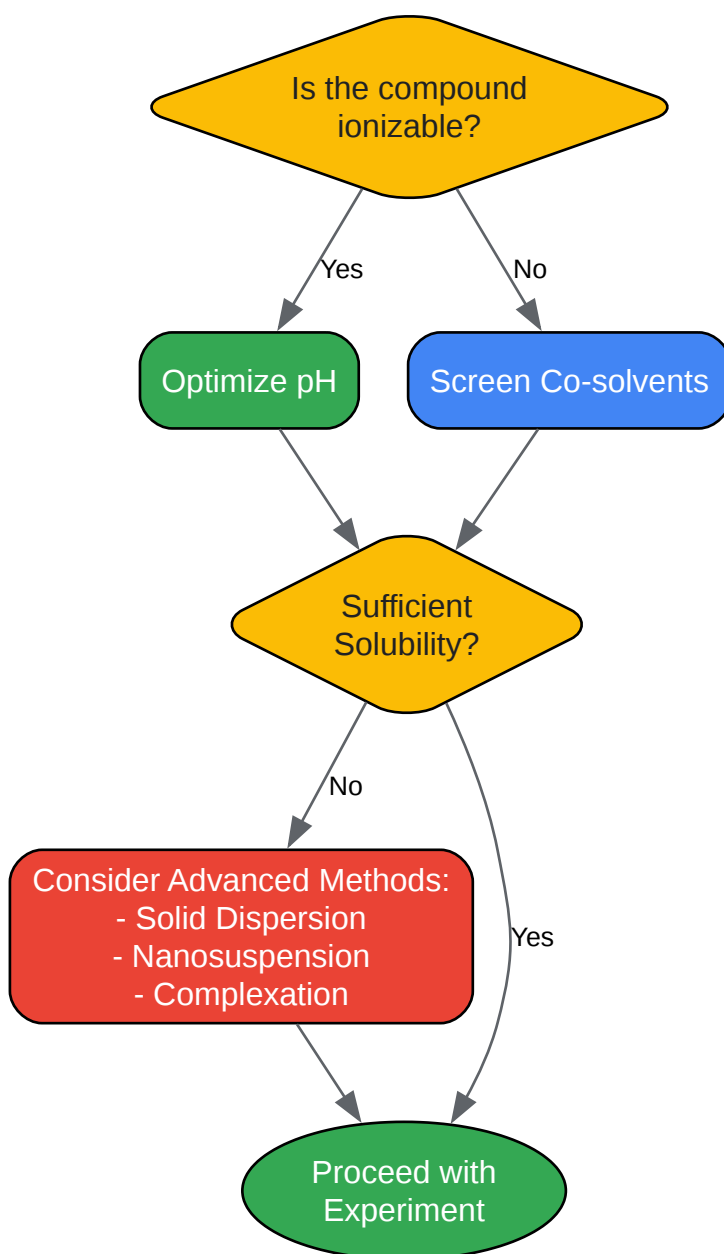 Is the compound
ionizable?
Yes
No
Optimize pH
Screen Co-solvents
Sufficient
Solubility?
No
Consider Advanced Methods:
- Solid Dispersion
- Nanosuspension
- Complexation
Yes
Proceed with
Experiment